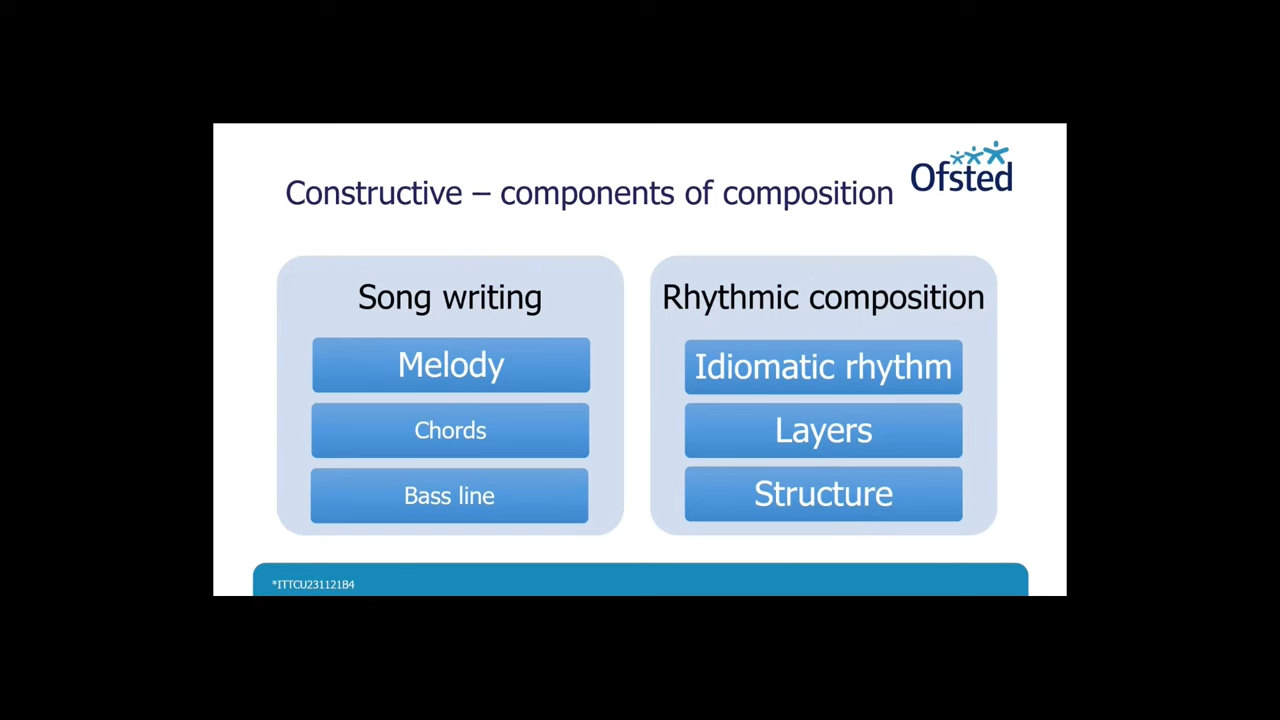 Constructive – components of composition
Ofsted
Song writing
Melody
Chords
Bass line
Rhythmic composition
Idiomatic rhythm
Layers
Structure
*ITTCU231121B4